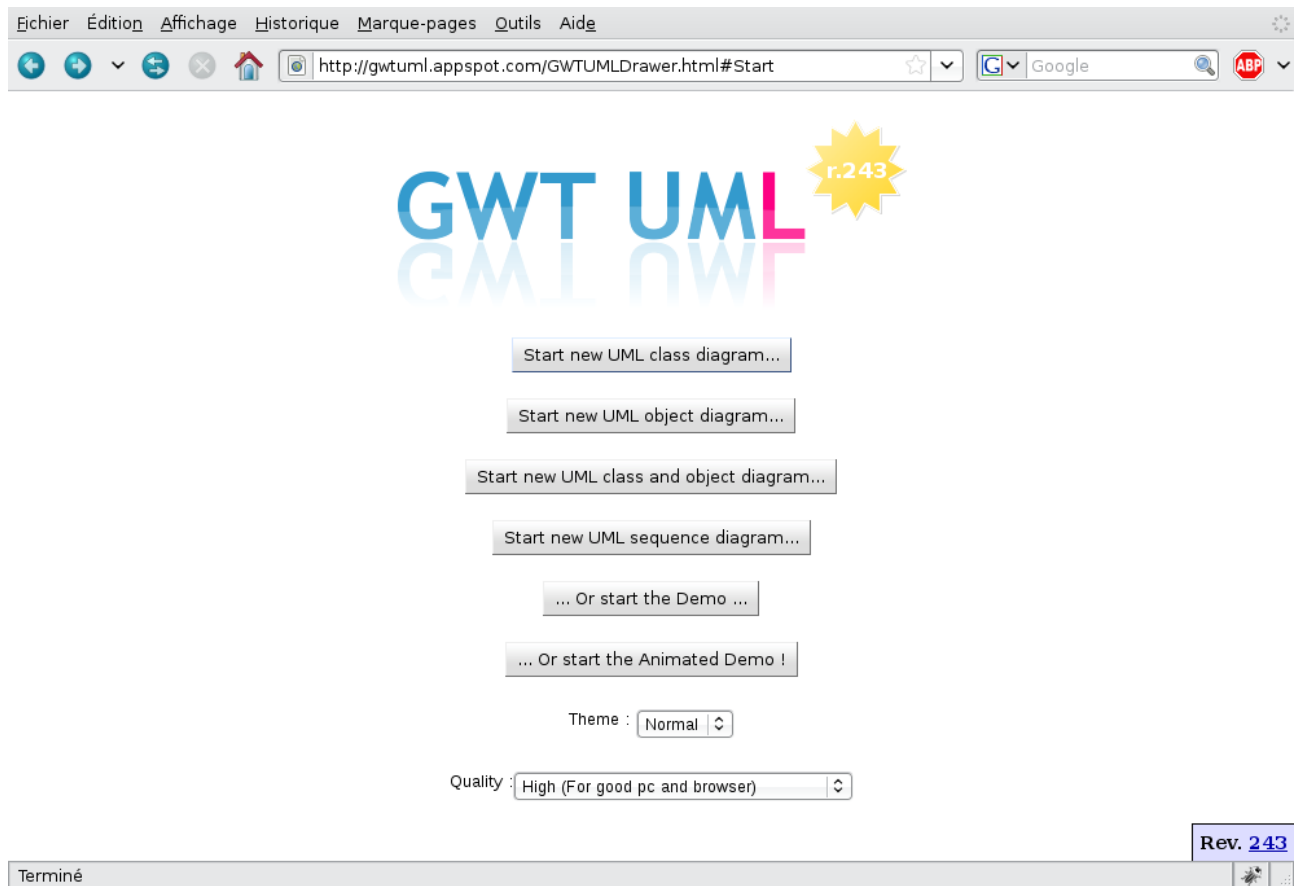 Fichier Édition Affichage Historique Marque-pages Outils Aide
http://gwtuml.appspot.com/GWTUMLDrawer.html#Start G Google ABP
r.243
GWT UML
Start new UML class diagram...
Start new UML object diagram...
Start new UML class and object diagram...
Start new UML sequence diagram...
... Or start the Demo ...
... Or start the Animated Demo !
Theme : Normal
Quality : High (For good pc and browser)
Rev. 243
Terminé